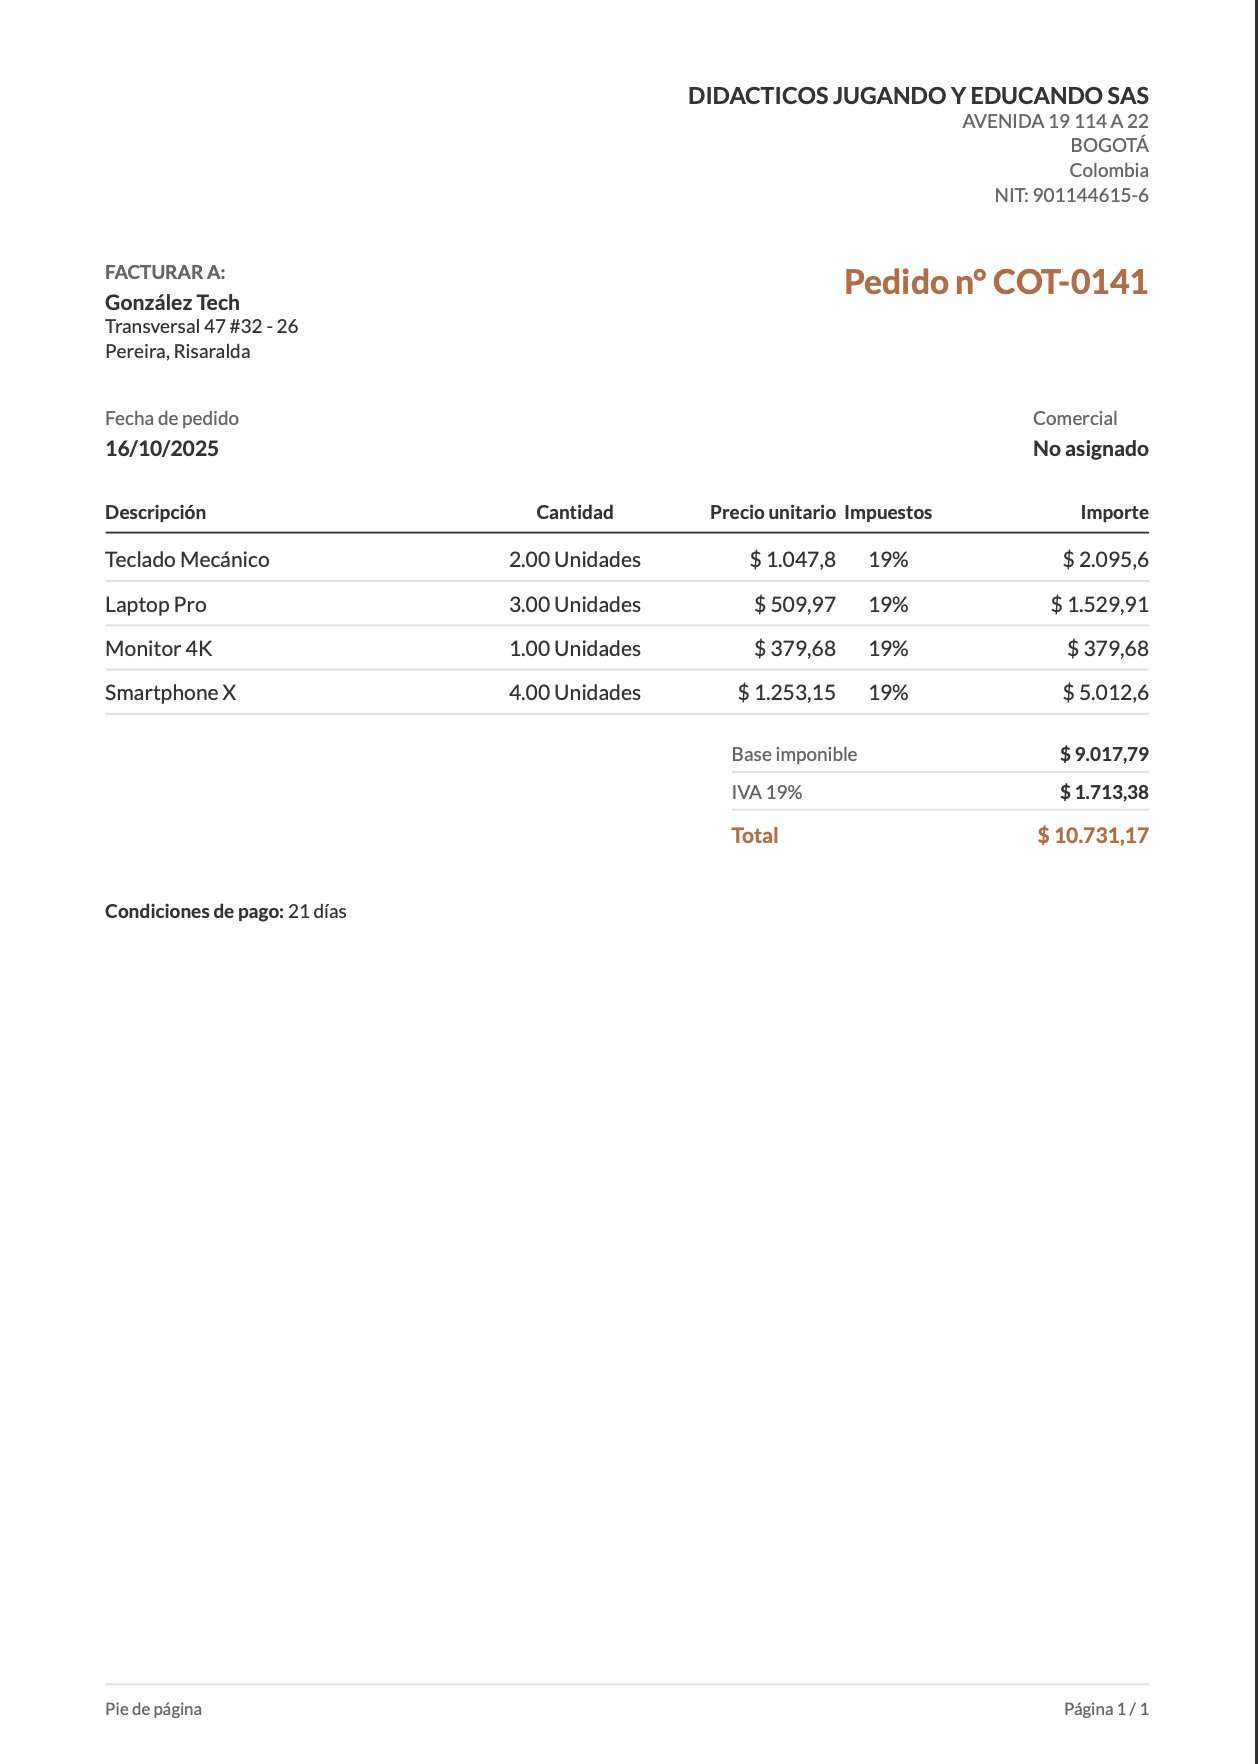 DIDACTICOS JUGANDO Y EDUCANDO SAS
AVENIDA 19 114 A 22
BOGOTÁ
Colombia
NIT: 901144615-6
FACTURAR A:
González Tech
Transversal 47 #32 - 26
Pereira, Risaralda
Pedido nº COT-0141
Fecha de pedido
16/10/2025
Comercial
No asignado
Descripción Cantidad Precio unitario Impuestos Importe
Teclado Mecánico 2.00 Unidades $ 1.047,8 19% $ 2.095,6
Laptop Pro 3.00 Unidades $ 509,97 19% $ 1.529,91
Monitor 4K 1.00 Unidades $ 379,68 19% $ 379,68
Smartphone X 4.00 Unidades $ 1.253,15 19% $ 5.012,6
Base imponible $ 9.017,79
IVA 19% $ 1.713,38
Total $ 10.731,17
Condiciones de pago: 21 días
Pie de página Página 1 / 1